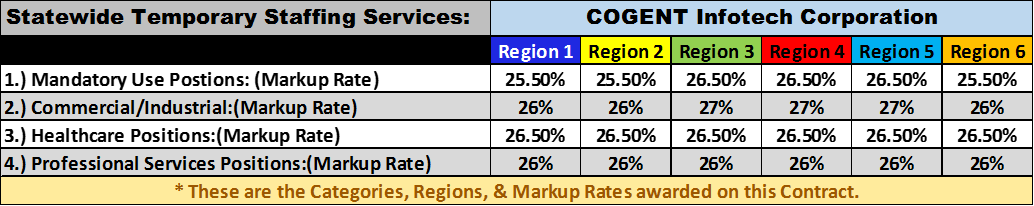 Statewide Temporary Staffing Services: COGENT Infotech Corporation
Region 1 Region 2 Region 3 Region 4 Region 5 Region 6
1.) Mandatory Use Postions: (Markup Rate) 25.50% 25.50% 26.50% 26.50% 26.50% 25.50%
2.) Commercial/Industrial:(Markup Rate) 26% 26% 27% 27% 27% 26%
3.) Healthcare Positions:(Markup Rate) 26.50% 26.50% 26.50% 26.50% 26.50% 26.50%
4.) Professional Services Positions:(Markup Rate) 26% 26% 26% 26% 26% 26%
* These are the Categories, Regions, & Markup Rates awarded on this Contract.